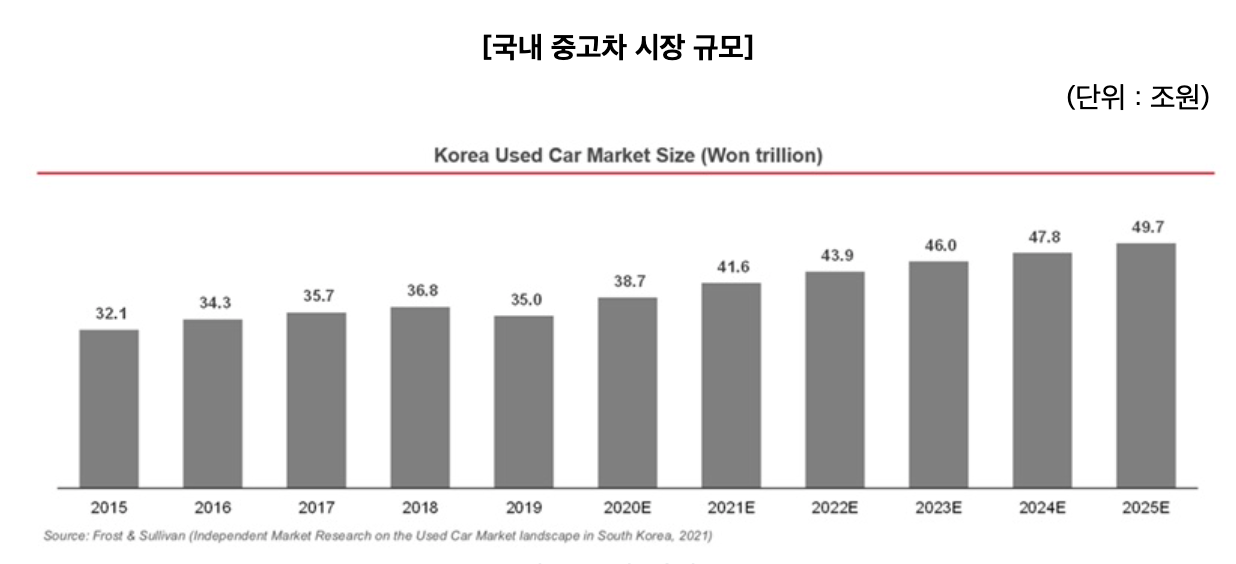 [국내 중고차 시장 규모]
(단위 : 조원)
Korea Used Car Market Size (Won trillion)
32.1 34.3 35.7 36.8 35.0 38.7 41.6 43.9 46.0 47.8 49.7
2015 2016 2017 2018 2019 2020E 2021E 2022E 2023E 2024E 2025E
Source: Frost & Sullivan (Independent Market Research on the Used Car Market landscape in South Korea, 2021)